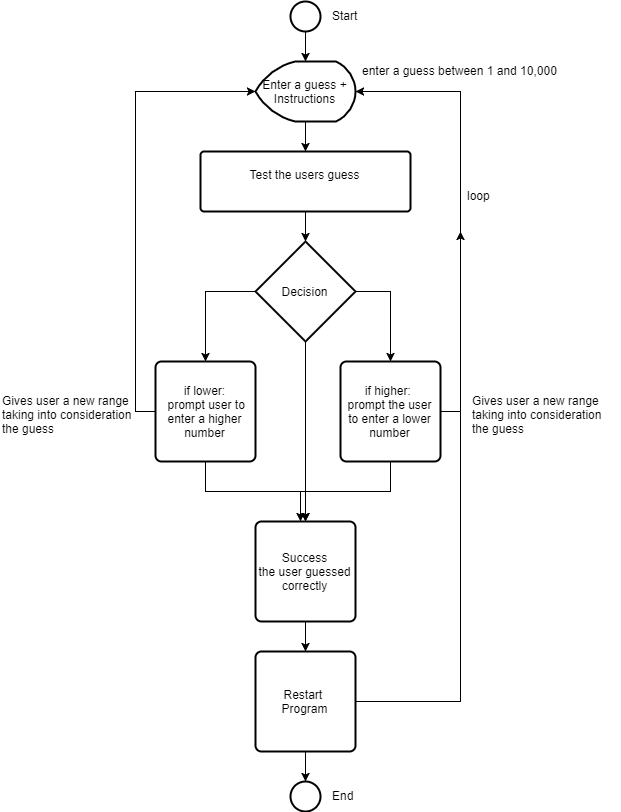 Start
enter a guess between 1 and 10,000
Enter a guess +
Instructions
Test the users guess
loop
Decision
if lower:
prompt user to
enter a higher
number
if higher:
prompt the user
to enter a lower
number
Gives user a new range
taking into consideration
the guess
Gives user a new range
taking into consideration
the guess
Success
the user guessed
correctly
Restart
Program
End